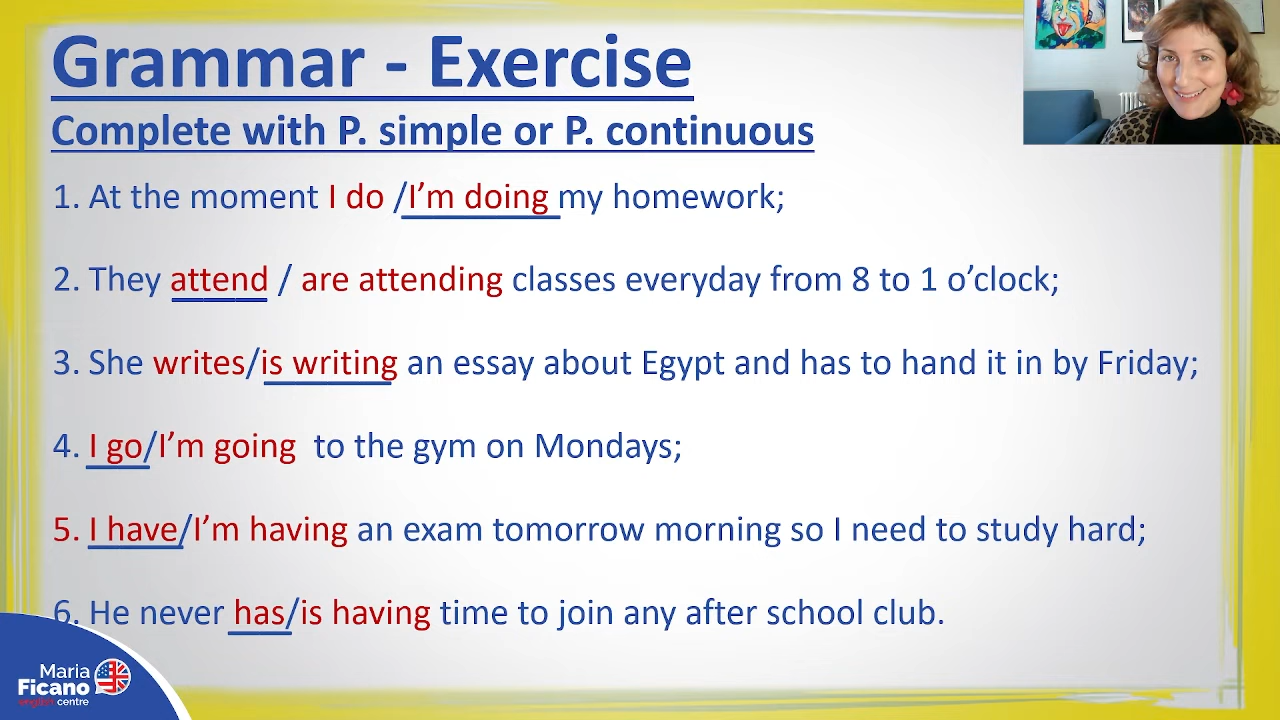 Grammar - Exercise
Complete with P. simple or P. continuous
1. At the moment I do /I'm doing my homework;
2. They attend / are attending classes everyday from 8 to 1 o'clock;
3. She writes/is writing an essay about Egypt and has to hand it in by Friday;
4. I go/I'm going to the gym on Mondays;
5. I have/I'm having an exam tomorrow morning so I need to study hard;
6. He never has/is having time to join any after school club.
Maria
Ficano
english centre